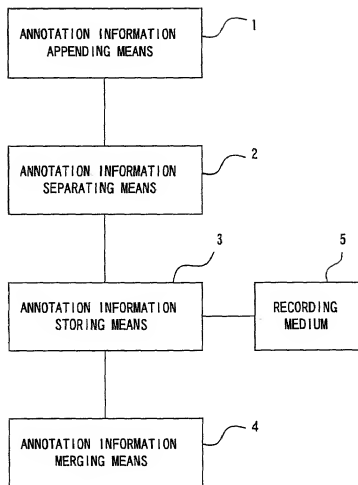 1
ANNOTATION INFORMATION
APPENDING MEANS
2
ANNOTATION INFORMATION
SEPARATING MEANS
3
5
ANNOTATION INFORMATION
STORING MEANS
RECORDING
MEDIUM
4
ANNOTATION INFORMATION
MERGING MEANS